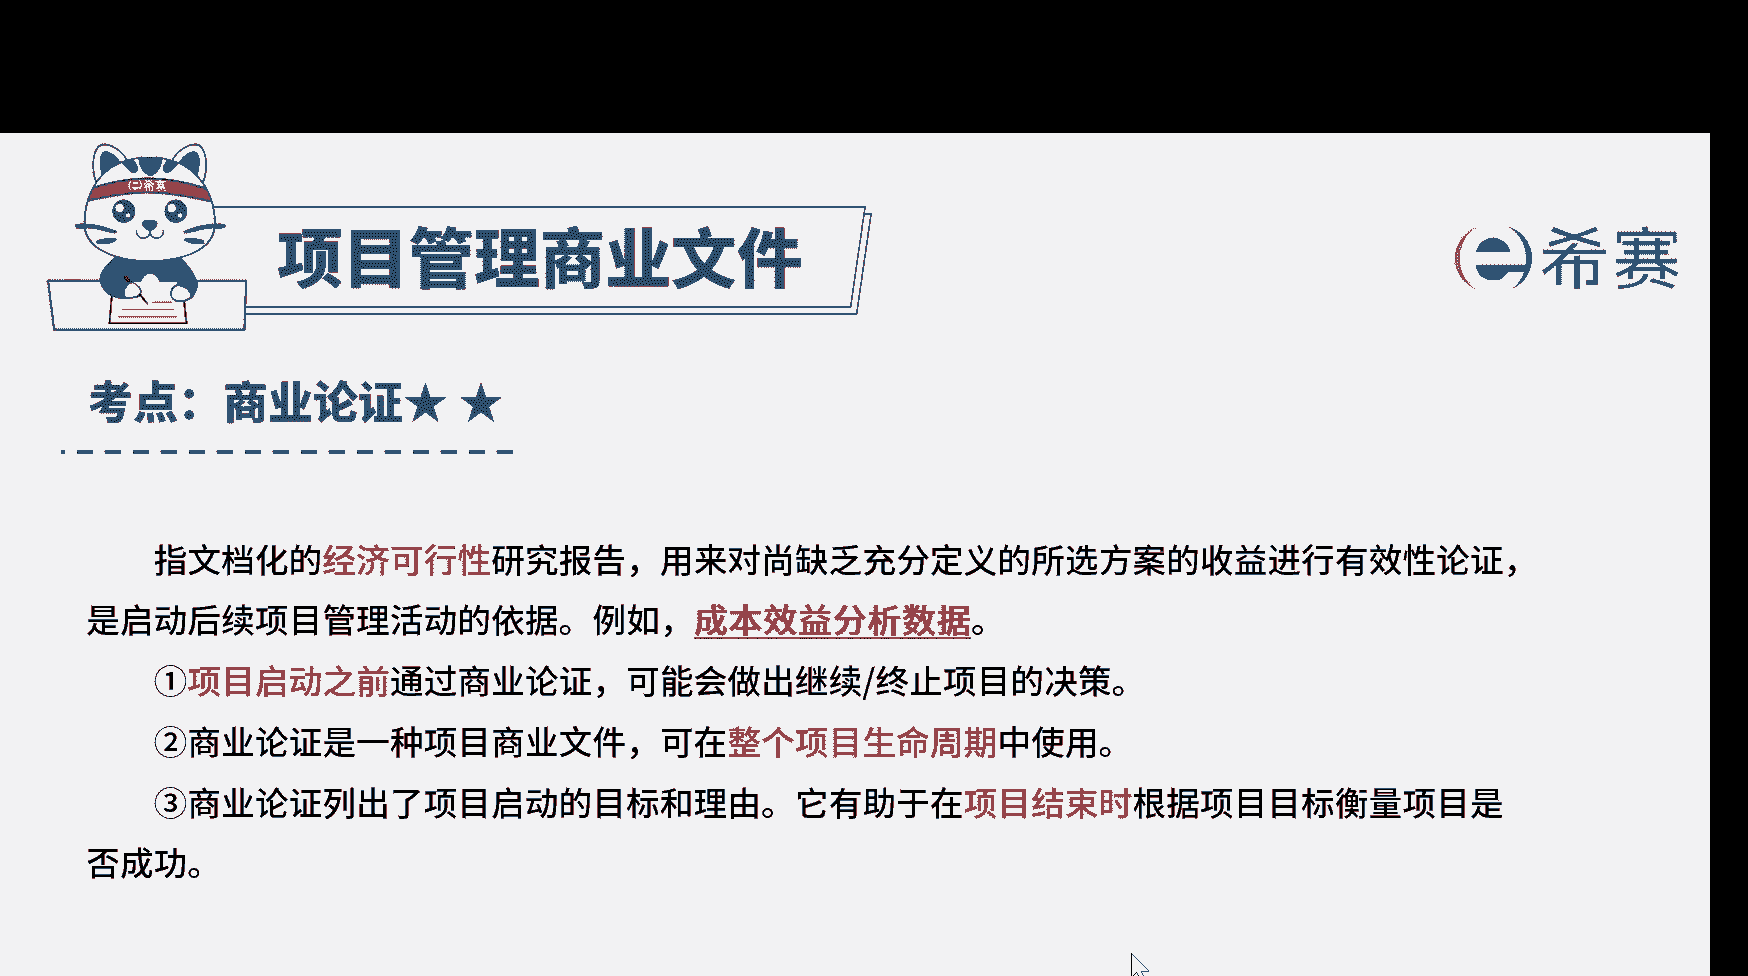 希赛
项目管理商业文件
希赛
考点：商业论证★ ★
指文档化的经济可行性研究报告，用来对尚缺乏充分定义的所选方案的收益进行有效性论证，
是启动后续项目管理活动的依据。例如，成本效益分析数据。
①项目启动之前通过商业论证，可能会做出继续/终止项目的决策。
②商业论证是一种项目商业文件，可在整个项目生命周期中使用。
③商业论证列出了项目启动的目标和理由。它有助于在项目结束时根据项目目标衡量项目是
否成功。